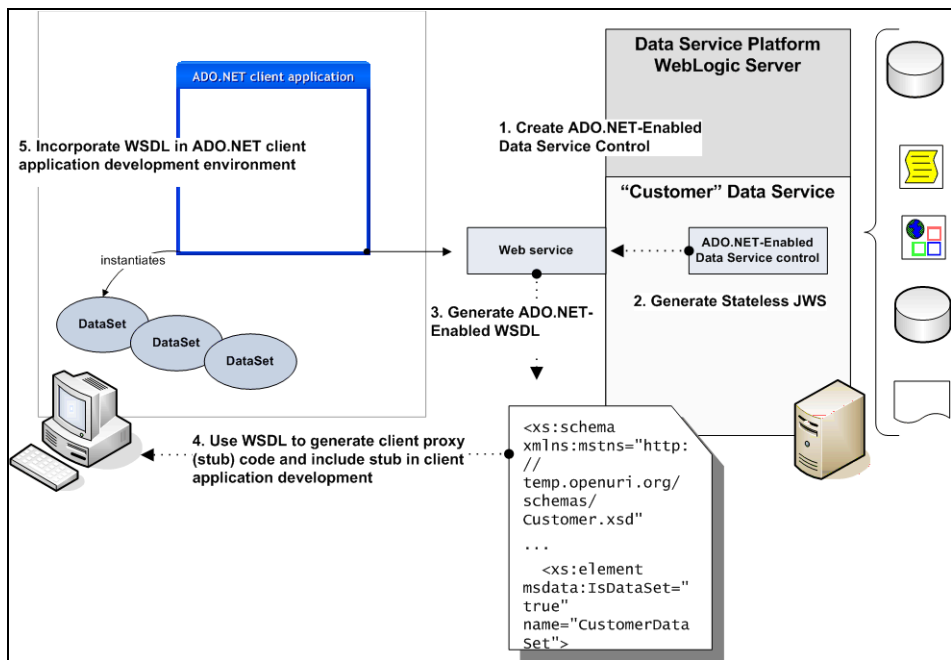 Data Service Platform
WebLogic Server
ADO.NET client application
1. Create ADO.NET-Enabled
Data Service Control
5. Incorporate WSDL in ADO.NET client
application development environment
“Customer” Data Service
Web service
ADO.NET-Enabled
Data Service control
instantiates
2. Generate Stateless JWS
3. Generate ADO.NET-
Enabled WSDL
DataSet
DataSet
DataSet
4. Use WSDL to generate client proxy
(stub) code and include stub in client
application development
<xs:schema
xmlns:mstns="http:
//
temp.openuri.org/
schemas/
Customer.xsd"
...
<xs:element
msdata:IsDataSet="
true"
name="CustomerData
Set">